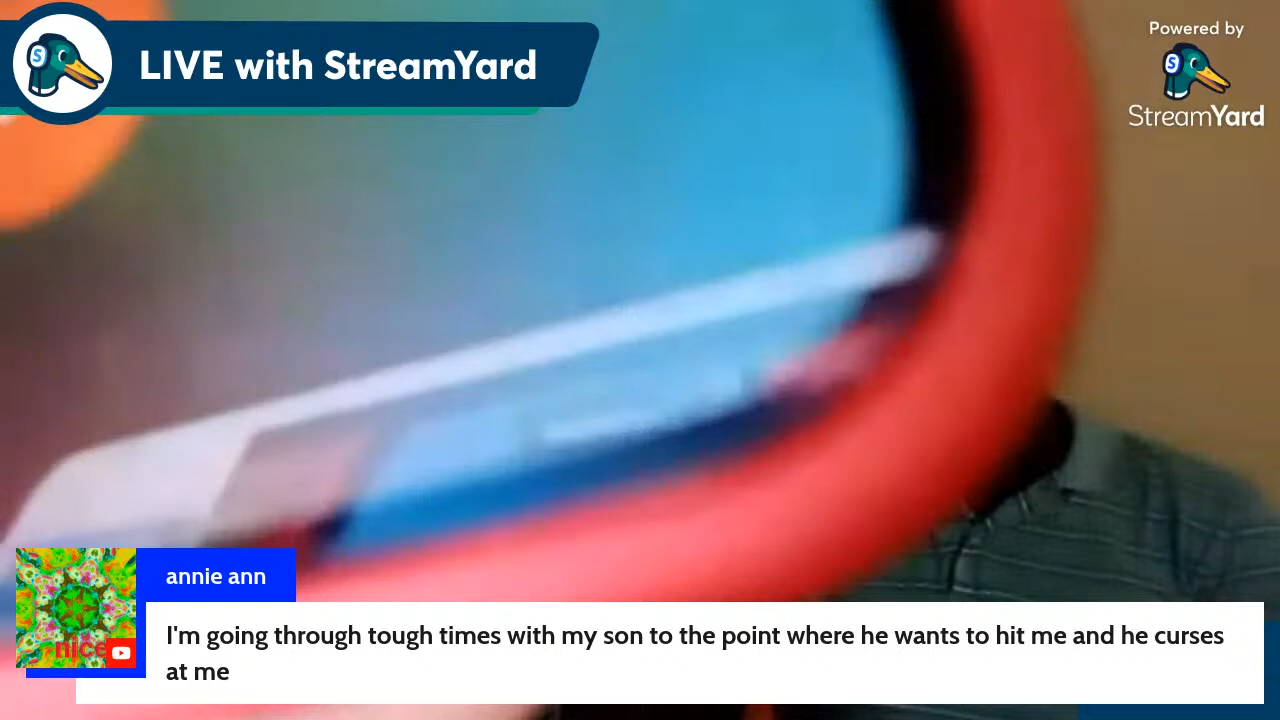 LIVE with StreamYard
Powered by
StreamYard
annie ann
nice
I'm going through tough times with my son to the point where he wants to hit me and he curses
at me